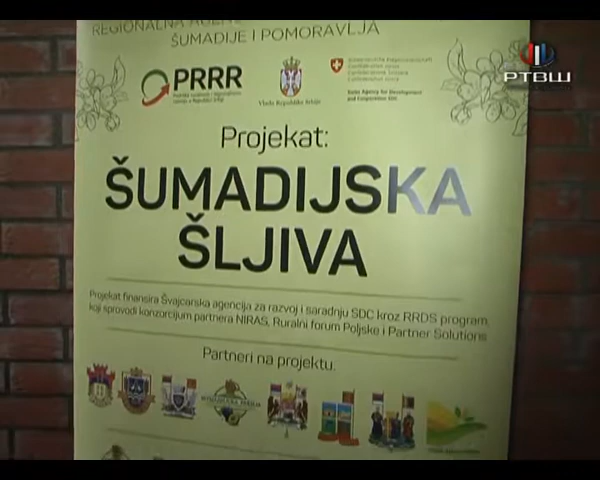 REGIONALNA
ŠUMADIJE I POMORAVLJA
РТВШ
PRRR
Vlada Republike Srbije
Swiss Agency for Development
and Cooperation SDC
Projekat:
ŠUMADIJSKA
ŠLJIVA
Projekat finansira Švajcarska agencija za razvoj i saradnju SDC kroz RRDS program,
koji sprovodi konzorcijum partnera NIRAS, Ruralni forum Poljske i Partner Solutions
Partneri na projektu: